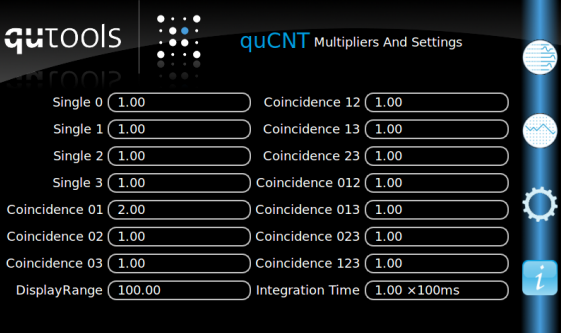 qutools
quCNT Multipliers And Settings
Single 0 1.00 Coincidence 12 1.00
Single 1 1.00 Coincidence 13 1.00
Single 2 1.00 Coincidence 23 1.00
Single 3 1.00 Coincidence 012 1.00
Coincidence 01 2.00 Coincidence 013 1.00
Coincidence 02 1.00 Coincidence 023 1.00
Coincidence 03 1.00 Coincidence 123 1.00
DisplayRange 100.00 Integration Time 1.00 ×100ms
i